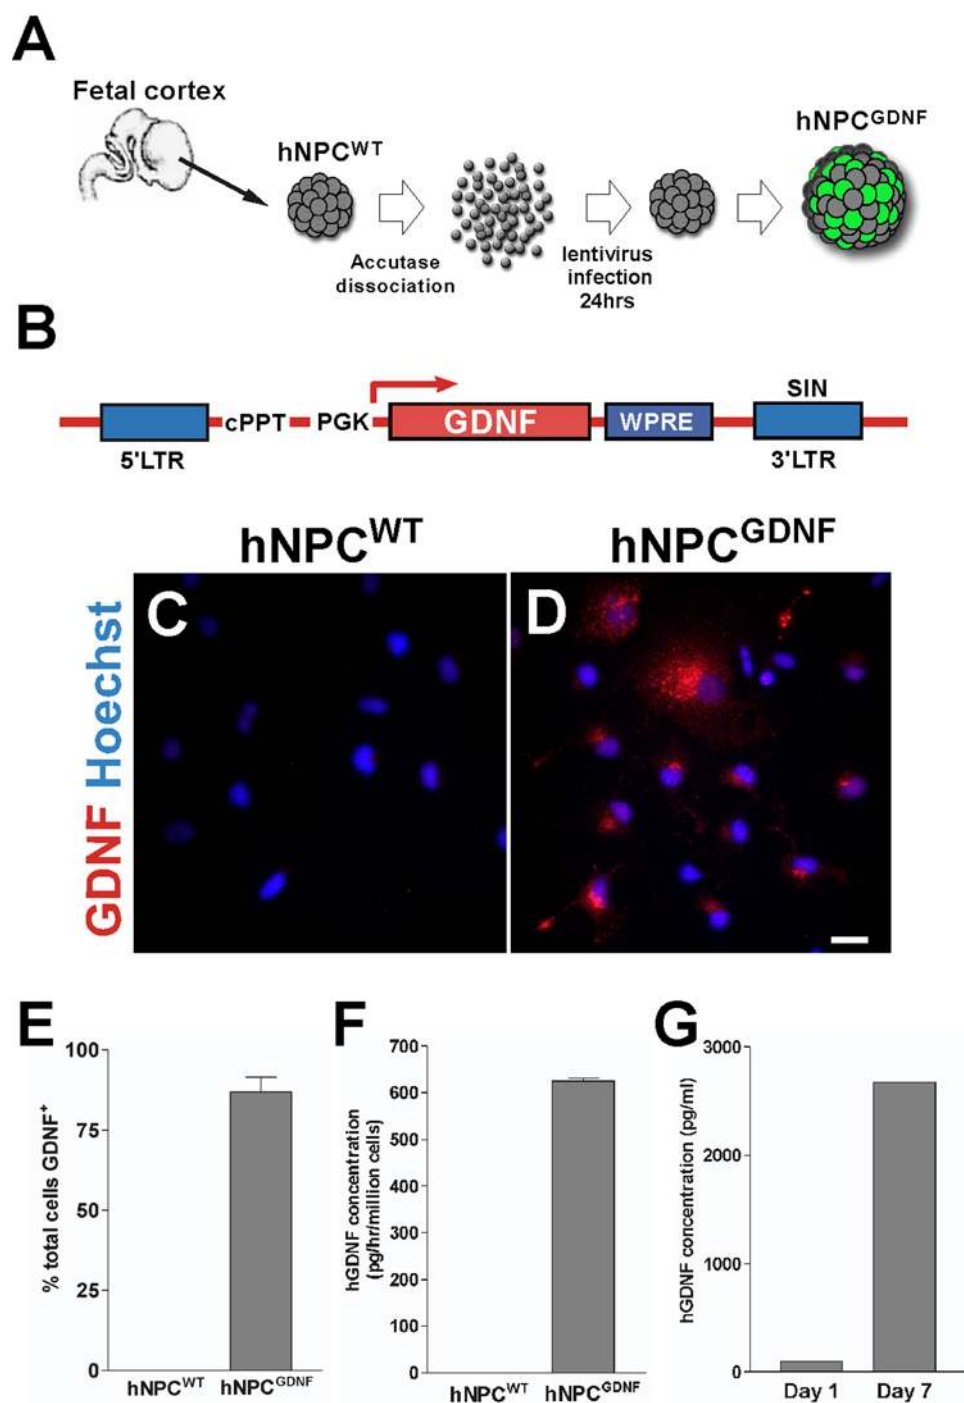 A
Fetal cortex
hNPCWT
hNPCGDNF
Accutase
dissociation
lentivirus
infection
24hrs
B
SIN
cPPT
PGK
GDNF
WPRE
5'LTR
3'LTR
hNPCWT
hNPCGDNF
GDNF Hoechst
C
D
E
% total cells GDNF+
100
75
50
25
0
hNPCWT
hNPCGDNF
F
hGDNF concentration
(pg/hr/million cells)
700
600
500
400
300
200
100
0
hNPCWT
hNPCGDNF
G
hGDNF concentration (pg/ml)
3000
2000
1000
0
Day 1
Day 7